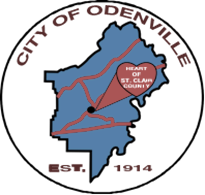 CITY OF ODENVILLE
HEART
OF
ST. CLAIR
COUNTY
EST. 1914